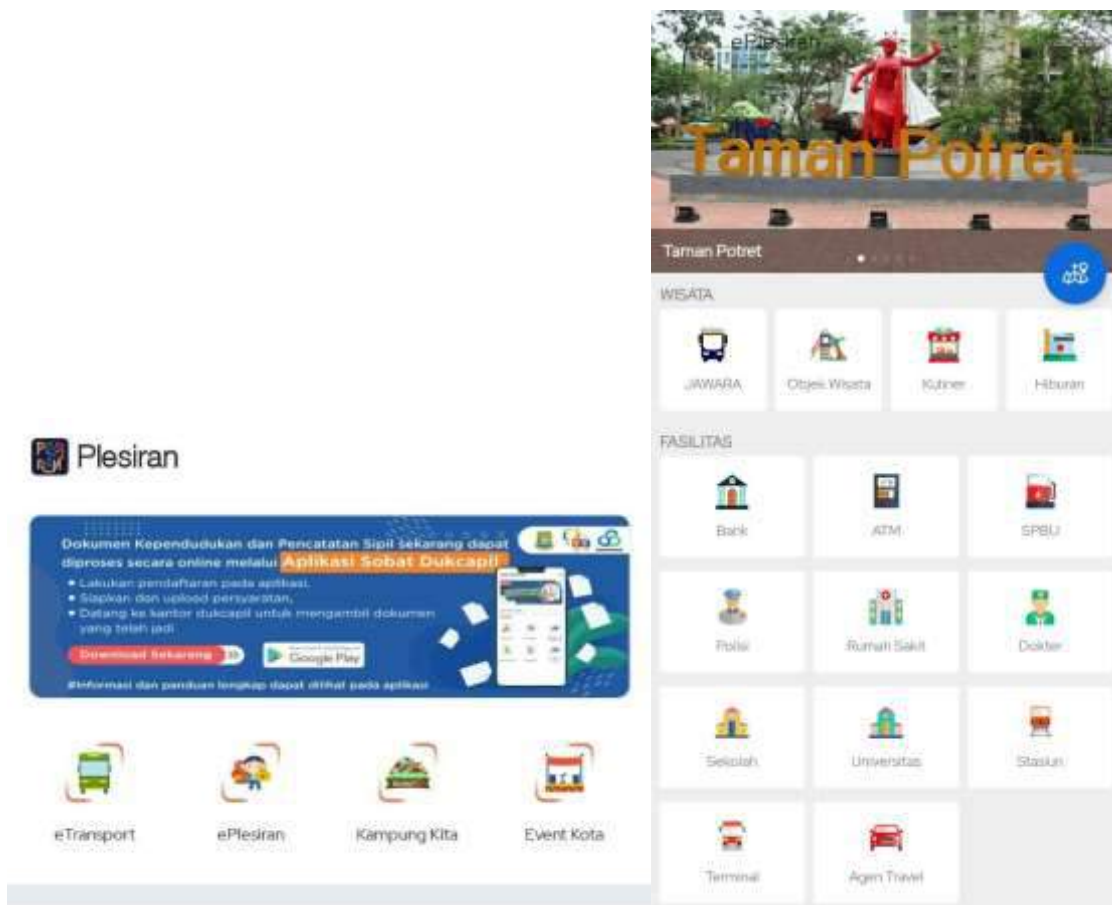 Plesiran
Dokumen Kependudukan dan Pencatatan Sipil sekarang dapat
diproses secara online melalui Aplikasi Sobat Dukcapil
Lakukan pendaftaran pada aplikasi,
Siapkan dan upload persyaratan,
Datang ke kantor dukcapil untuk mengambil dokumen
yang telah jadi
Download Sekarang
Google Play
#Informasi dan panduan lengkap dapat dilihat pada aplikasi
eTransport
ePlesiran
Kampung Kita
Event Kota
ePlesiran
Taman Potret
Taman Potret
WISATA
JAWARA
Objek Wisata
Kuliner
Hiburan
FASILITAS
Bank
ATM
SPBU
Polisi
Rumah Sakit
Dokter
Sekolah
Universitas
Stasiun
Terminal
Agen Travel